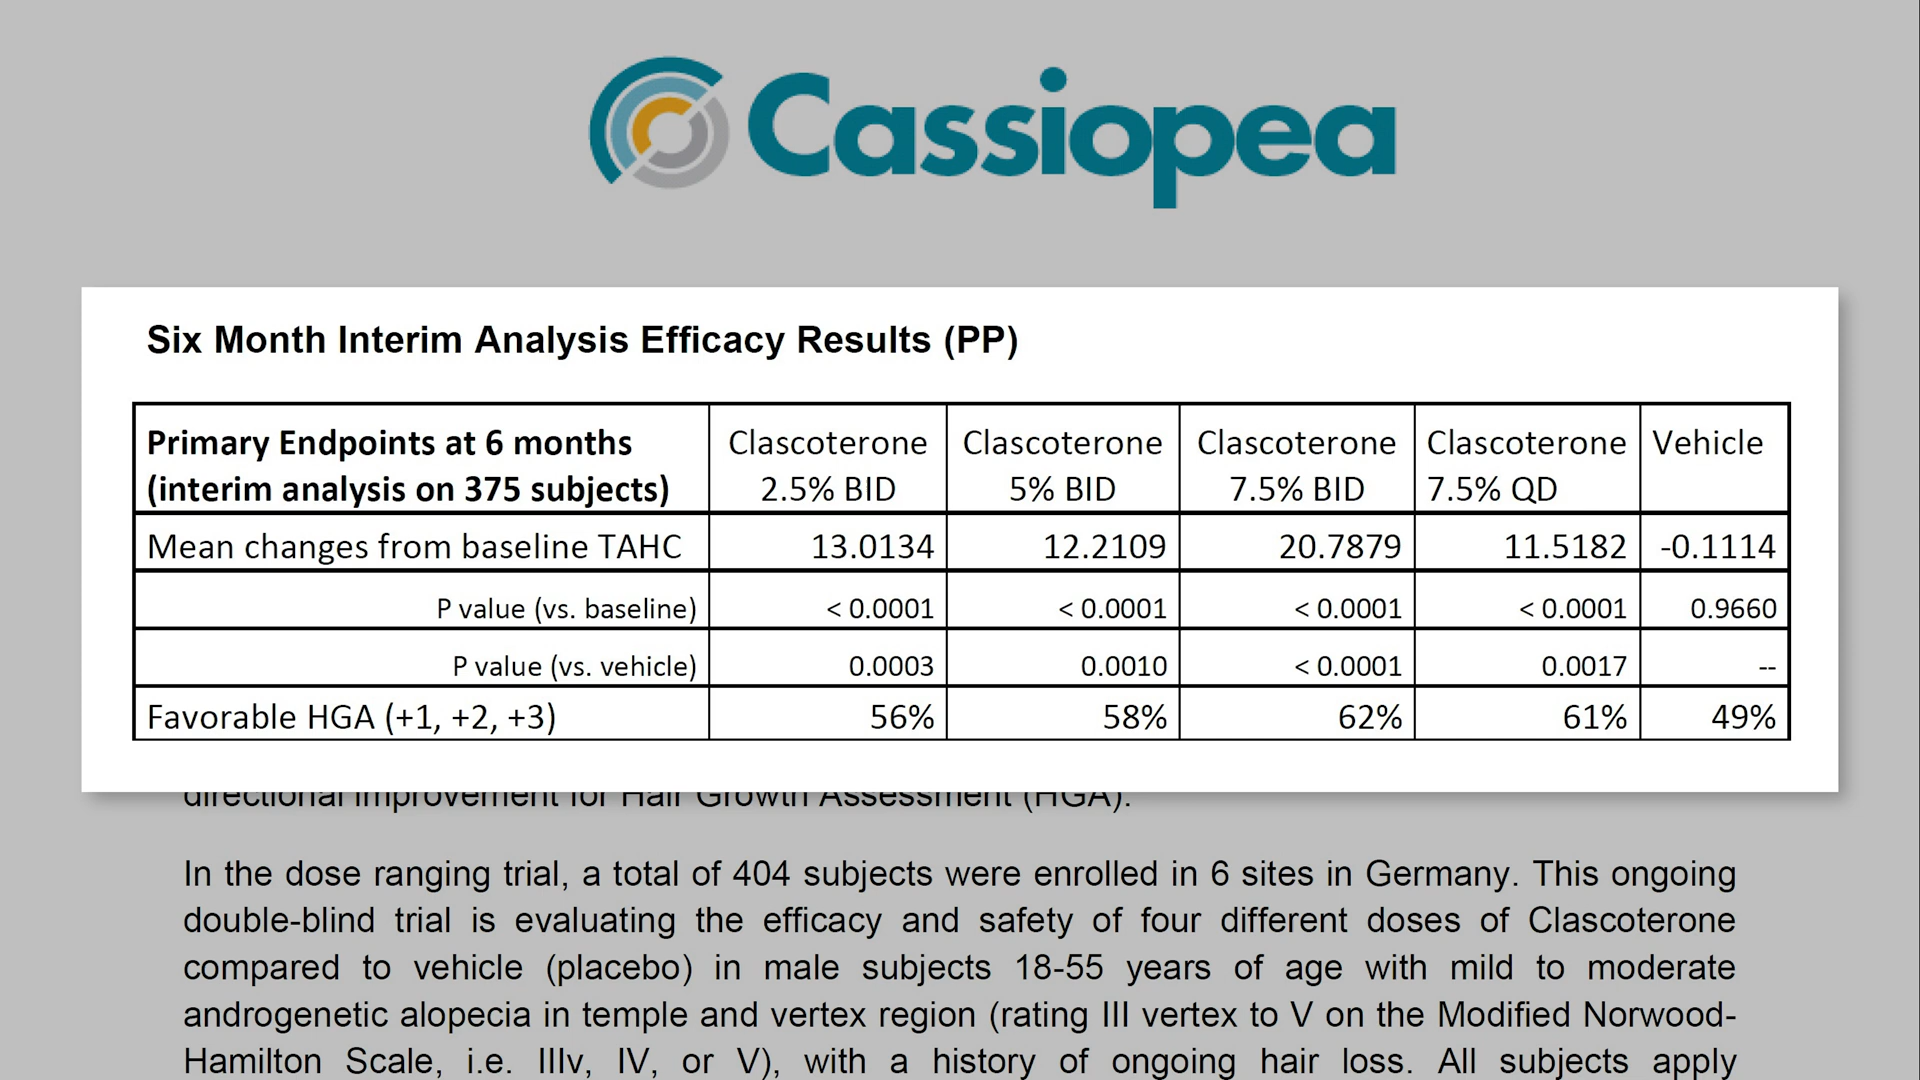 Cassiopea
Six Month Interim Analysis Efficacy Results (PP)
Primary Endpoints at 6 months (interim analysis on 375 subjects) Clascoterone 2.5% BID Clascoterone 5% BID Clascoterone 7.5% BID Clascoterone 7.5% QD Vehicle
Mean changes from baseline TAHC 13.0134 12.2109 20.7879 11.5182 -0.1114
P value (vs. baseline) < 0.0001 < 0.0001 < 0.0001 < 0.0001 0.9660
P value (vs. vehicle) 0.0003 0.0010 < 0.0001 0.0017 --
Favorable HGA (+1, +2, +3) 56% 58% 62% 61% 49%
directional improvement for Hair Growth Assessment (HGA).
In the dose ranging trial, a total of 404 subjects were enrolled in 6 sites in Germany. This ongoing
double-blind trial is evaluating the efficacy and safety of four different doses of Clascoterone
compared to vehicle (placebo) in male subjects 18-55 years of age with mild to moderate
androgenetic alopecia in temple and vertex region (rating III vertex to V on the Modified Norwood-
Hamilton Scale, i.e. IIIv, IV, or V), with a history of ongoing hair loss. All subjects apply